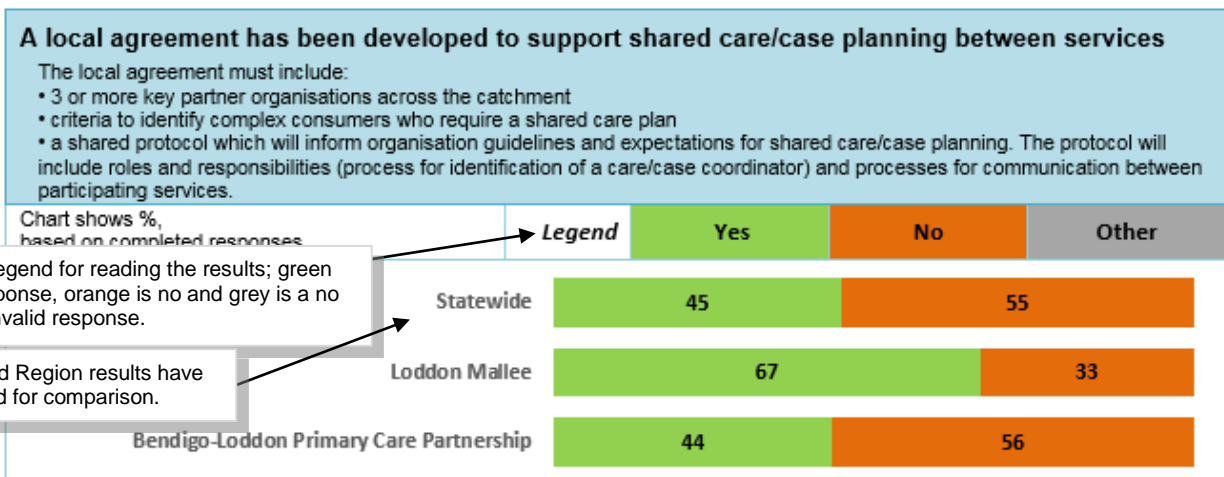 A local agreement has been developed to support shared care/case planning between services
The local agreement must include:
• 3 or more key partner organisations across the catchment
• criteria to identify complex consumers who require a shared care plan
• a shared protocol which will inform organisation guidelines and expectations for shared care/case planning. The protocol will
include roles and responsibilities (process for identification of a care/case coordinator) and processes for communication between
participating services.
Chart shows %,
based on completed responses
Legend Yes No Other
legend for reading the results; green
orange is no and grey is a no
response.
Statewide 45 55
Region results have
for comparison.
Loddon Mallee 67 33
Bendigo-Loddon Primary Care Partnership 44 56